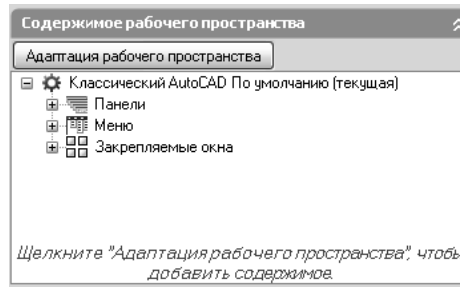 Содержимое рабочего пространства
Адаптация рабочего пространства
Классический AutoCAD По умолчанию (текущая)
Панели
Меню
Закрепляемые окна
Щелкните "Адаптация рабочего пространства", чтобы
добавить содержимое.